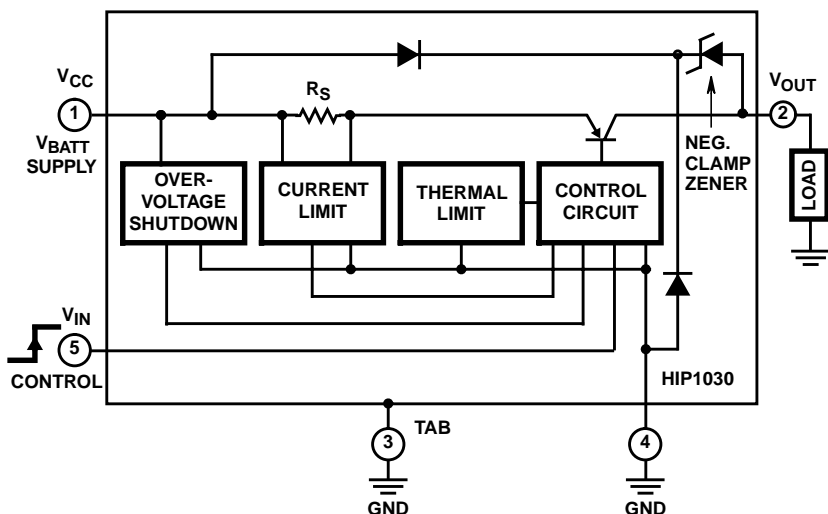 VCC
1
VBATT
SUPPLY
RS
VOUT
2
NEG.
CLAMP
ZENER
LOAD
OVER-
VOLTAGE
SHUTDOWN
CURRENT
LIMIT
THERMAL
LIMIT
CONTROL
CIRCUIT
VIN
5
CONTROL
HIP1030
3
TAB
4
GND
GND